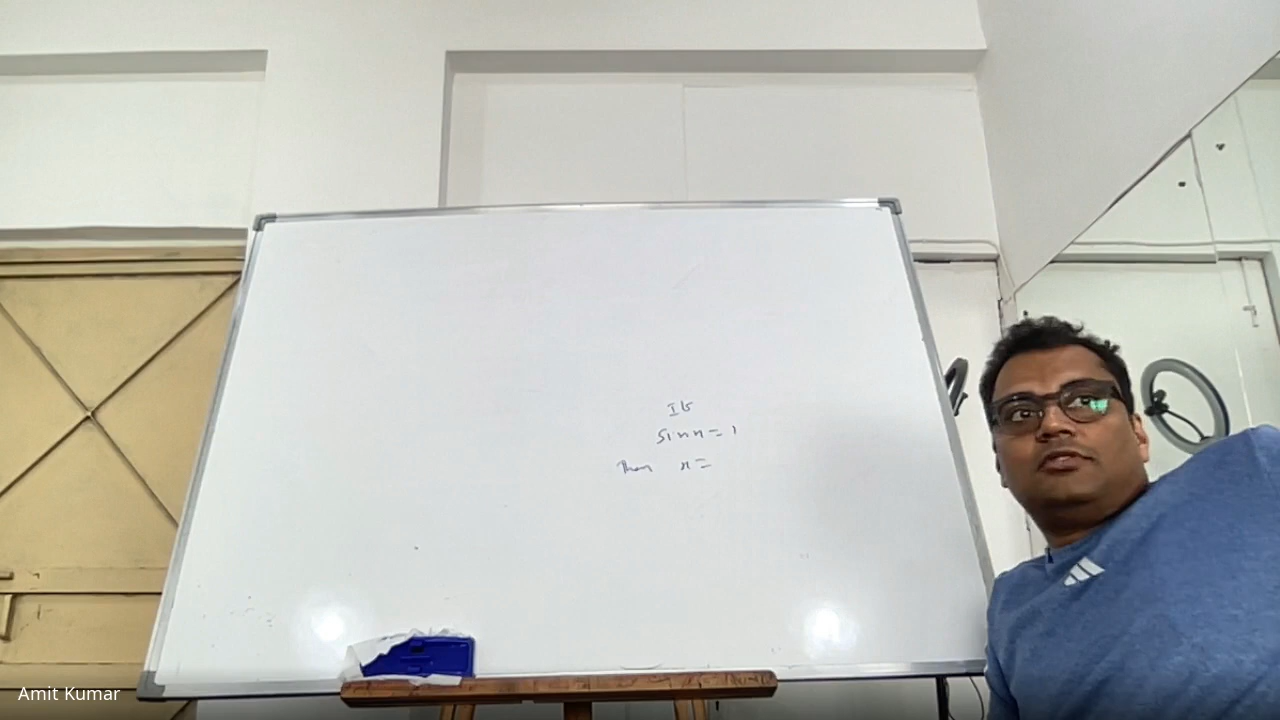 If
sin x = 1
Then x =
Amit Kumar